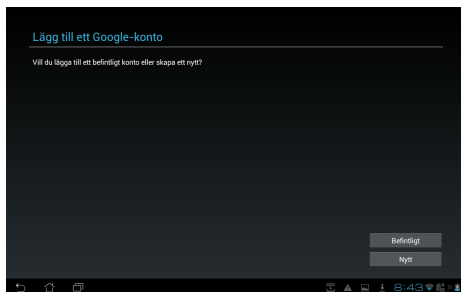 Lägg till ett Google-konto
Vill du lägga till ett befintligt konto eller skapa ett nytt?
Befintligt
Nytt
8:43